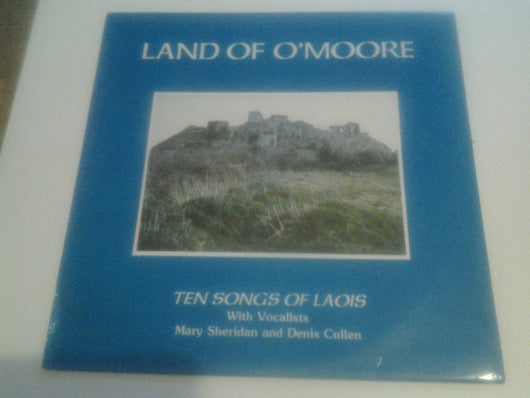 LAND OF O'MOORE
TEN SONGS OF LAOIS
With Vocalists
Mary Sheridan and Denis Cullen